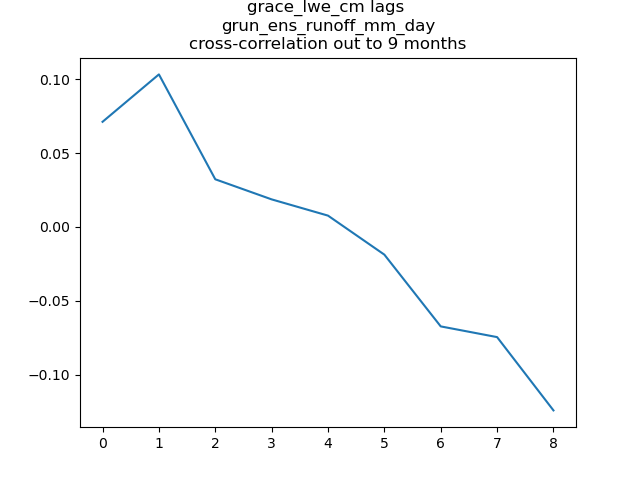 grace_lwe_cm lags
grun_ens_runoff_mm_day
cross-correlation out to 9 months
0.10
0.05
0.00
−0.05
−0.10
0 1 2 3 4 5 6 7 8